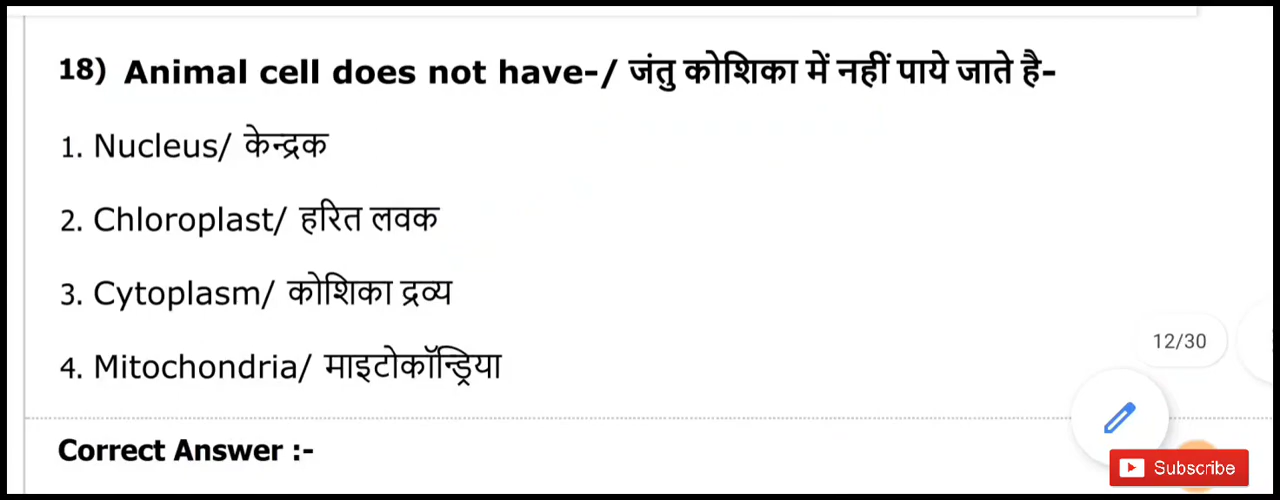 18) Animal cell does not have-/ जंतु कोशिका में नहीं पाये जाते है-
1. Nucleus/ केन्द्रक
2. Chloroplast/ हरित लवक
3. Cytoplasm/ कोशिका द्रव्य
4. Mitochondria/ माइटोकॉन्ड्रिया
12/30
Correct Answer :-
Subscribe